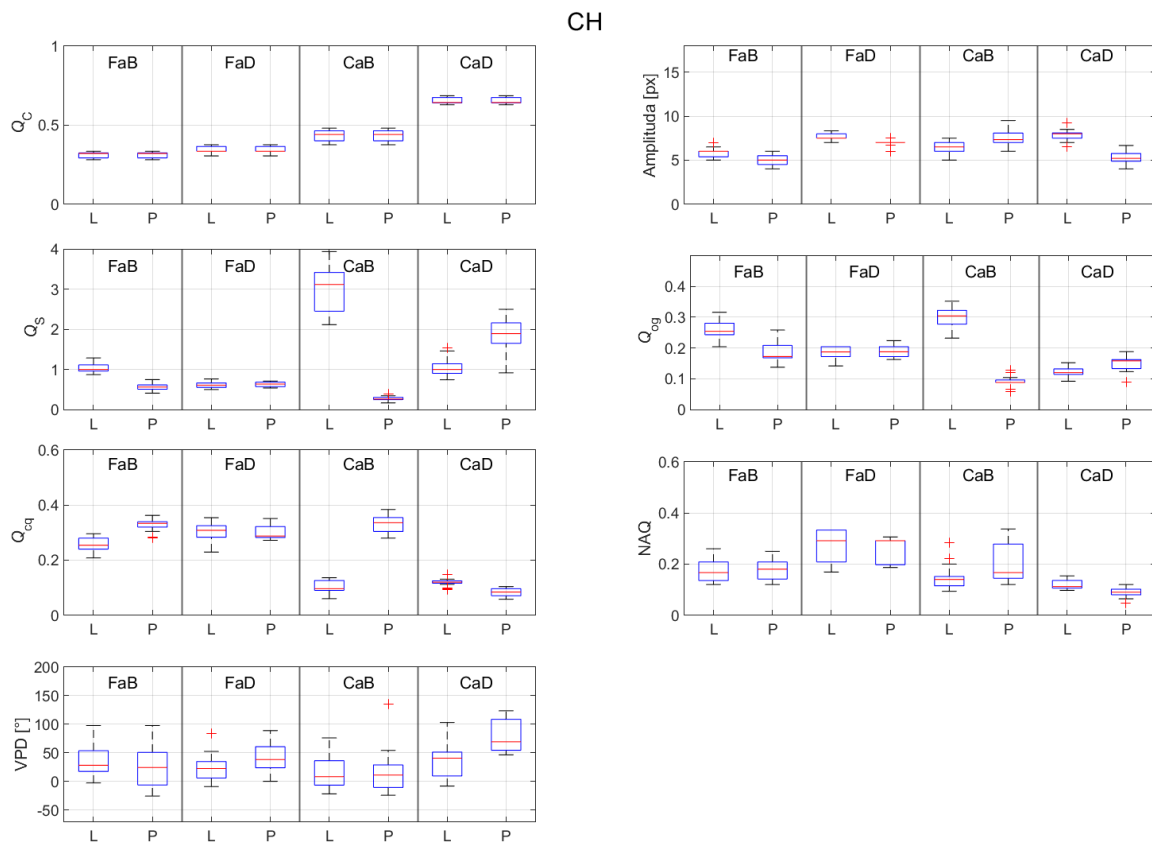 CH
1
0.5
0
Q_C
FaB FaD CaB CaD
L P L P L P L P
15
10
5
0
Amplituda [px]
FaB FaD CaB CaD
L P L P L P L P
4
3
2
1
0
Q_S
FaB FaD CaB CaD
L P L P L P L P
0.4
0.3
0.2
0.1
0
Q_og
FaB FaD CaB CaD
L P L P L P L P
0.6
0.4
0.2
0
Q_cq
FaB FaD CaB CaD
L P L P L P L P
0.6
0.4
0.2
0
NAQ
FaB FaD CaB CaD
L P L P L P L P
200
150
100
50
0
-50
VPD [°]
FaB FaD CaB CaD
L P L P L P L P